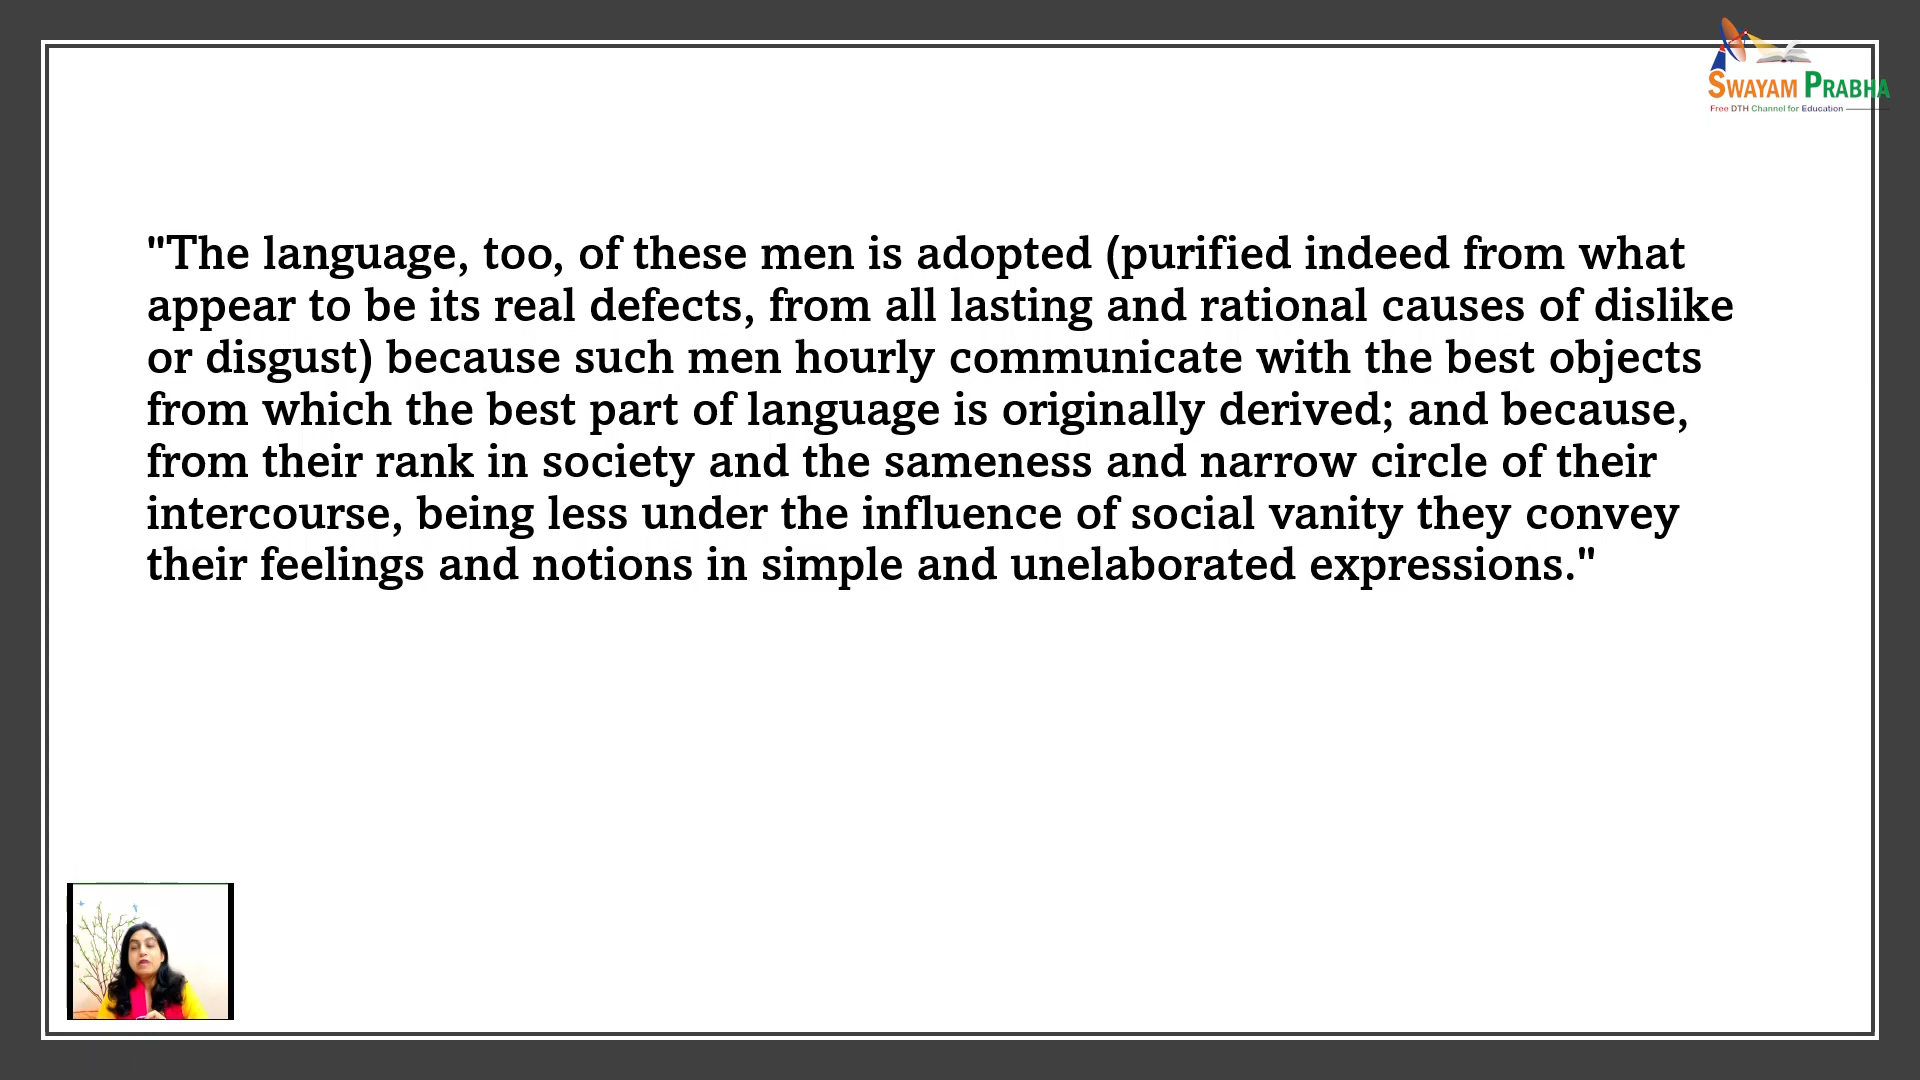 SWAYAM PRABHA
Free DTH Channel for Education
"The language, too, of these men is adopted (purified indeed from what
appear to be its real defects, from all lasting and rational causes of dislike
or disgust) because such men hourly communicate with the best objects
from which the best part of language is originally derived; and because,
from their rank in society and the sameness and narrow circle of their
intercourse, being less under the influence of social vanity they convey
their feelings and notions in simple and unelaborated expressions."